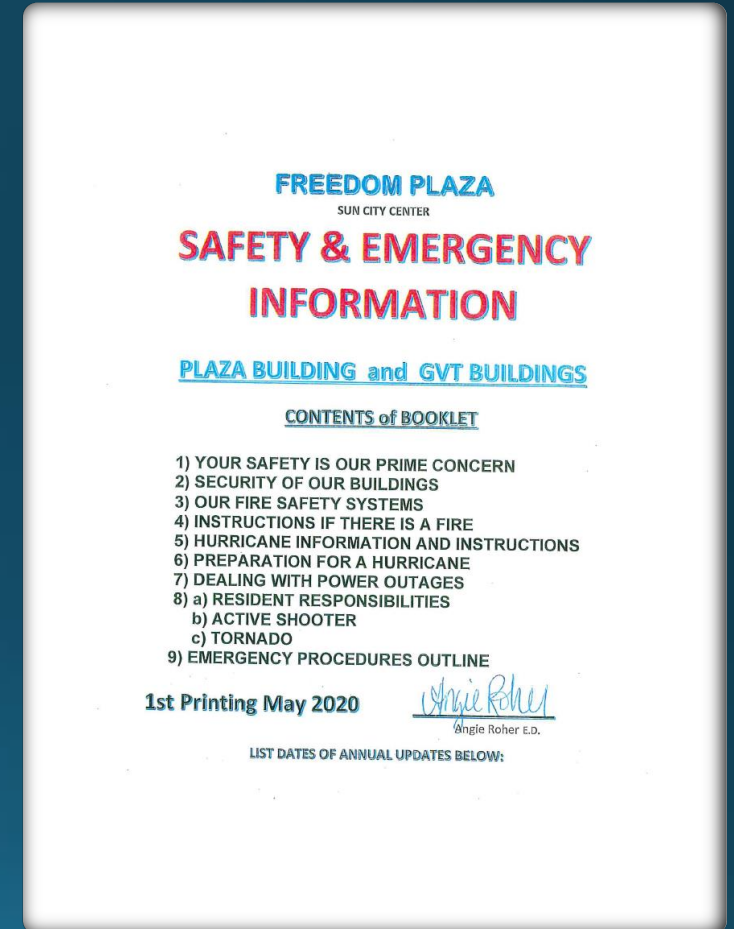 FREEDOM PLAZA
SUN CITY CENTER
SAFETY & EMERGENCY
INFORMATION
PLAZA BUILDING and GVT BUILDINGS
CONTENTS of BOOKLET
1) YOUR SAFETY IS OUR PRIME CONCERN
2) SECURITY OF OUR BUILDINGS
3) OUR FIRE SAFETY SYSTEMS
4) INSTRUCTIONS IF THERE IS A FIRE
5) HURRICANE INFORMATION AND INSTRUCTIONS
6) PREPARATION FOR A HURRICANE
7) DEALING WITH POWER OUTAGES
8) a) RESIDENT RESPONSIBILITIES
b) ACTIVE SHOOTER
c) TORNADO
9) EMERGENCY PROCEDURES OUTLINE
1st Printing May 2020 Angie Roher
Angie Roher E.D.
LIST DATES OF ANNUAL UPDATES BELOW: